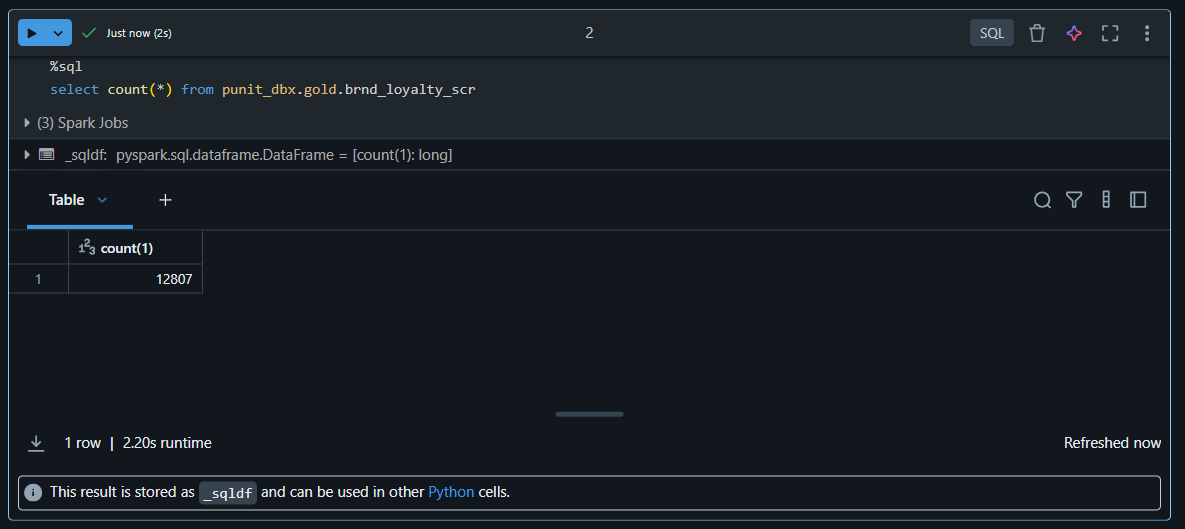 Just now (2s)
2
SQL
%sql
select count(*) from punit_dbx.gold.brnd_loyalty_scr
(3) Spark Jobs
_sqldf: pyspark.sql.dataframe.DataFrame = [count(1): long]
Table
+
123 count(1)
1
12807
1 row | 2.20s runtime
Refreshed now
This result is stored as _sqldf and can be used in other Python cells.